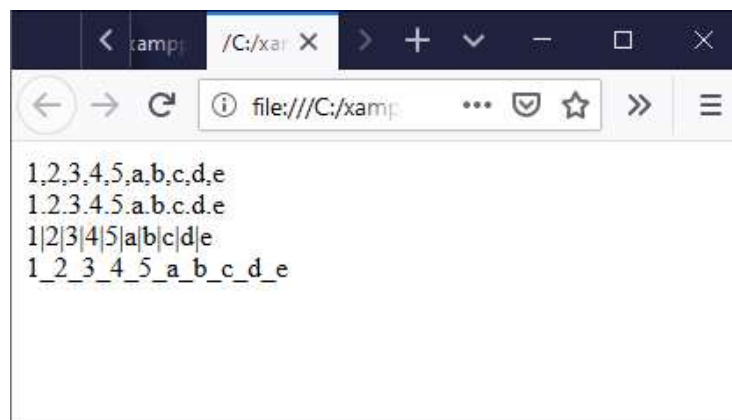 /C:/xar
file:///C:/xamp
1,2,3,4,5,a,b,c,d,e
1.2.3.4.5.a.b.c.d.e
1|2|3|4|5|a|b|c|d|e
1_2_3_4_5_a_b_c_d_e